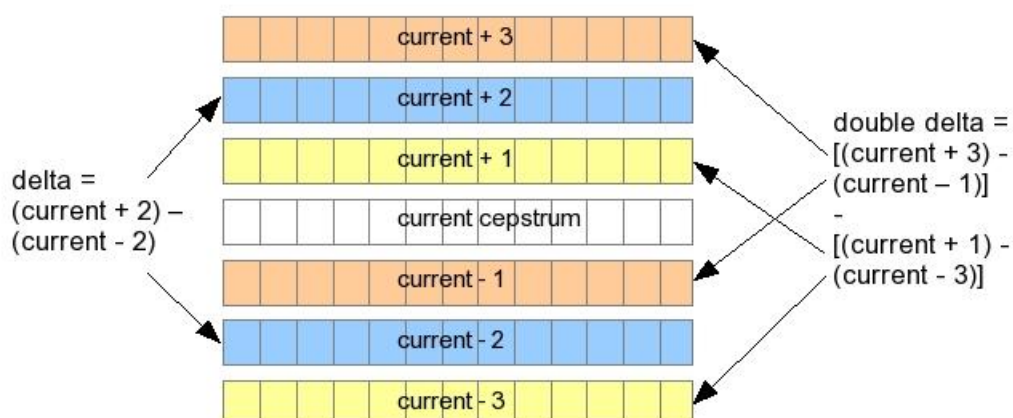 current + 3
current + 2
current + 1
current cepstrum
current - 1
current - 2
current - 3
delta =
(current + 2) –
(current - 2)
double delta =
[(current + 3) -
(current – 1)]
-
[(current + 1) -
(current - 3)]